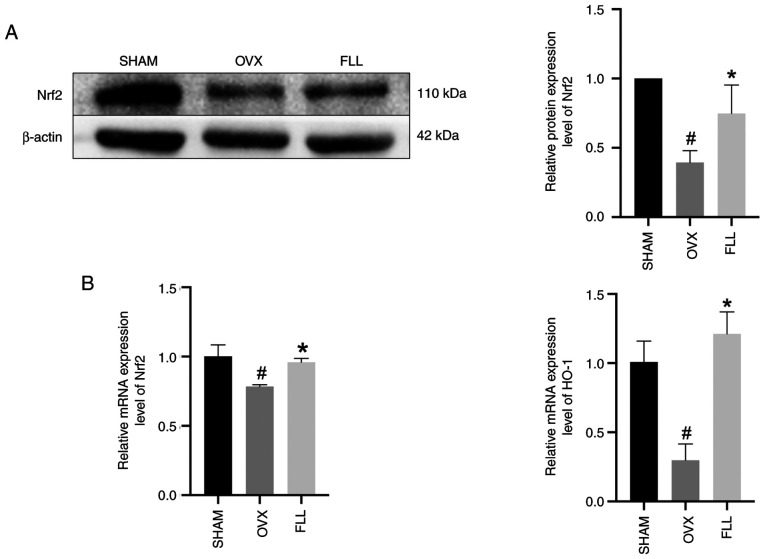 A
SHAM OVX FLL
Nrf2 110 kDa
β-actin 42 kDa
Relative protein expression
level of Nrf2
1.5
1.0
0.5
0.0
#
*
SHAM
OVX
FLL
B
Relative mRNA expression
level of Nrf2
1.5
1.0
0.5
0.0
#
*
SHAM
OVX
FLL
Relative mRNA expression
level of HO-1
1.5
1.0
0.5
0.0
#
*
SHAM
OVX
FLL